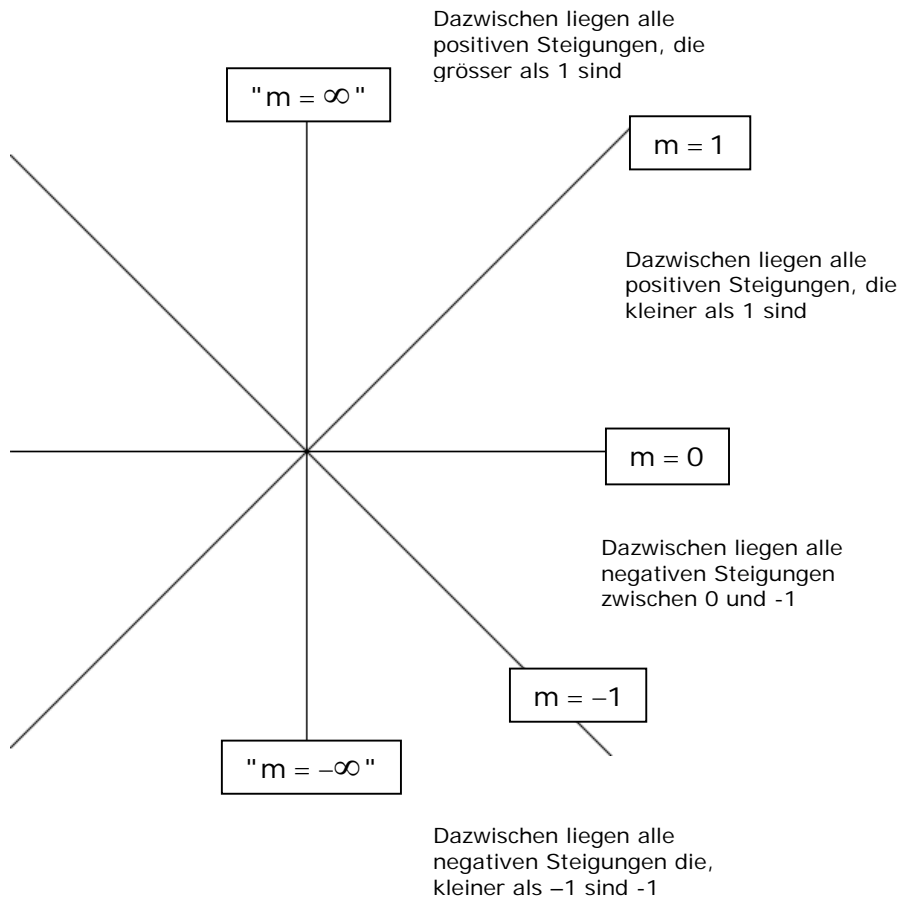 Dazwischen liegen alle
positiven Steigungen, die
grösser als 1 sind
"m = ∞"
m = 1
Dazwischen liegen alle
positiven Steigungen, die
kleiner als 1 sind
m = 0
Dazwischen liegen alle
negativen Steigungen
zwischen 0 und -1
m = –1
"m = –∞"
Dazwischen liegen alle
negativen Steigungen die,
kleiner als –1 sind -1